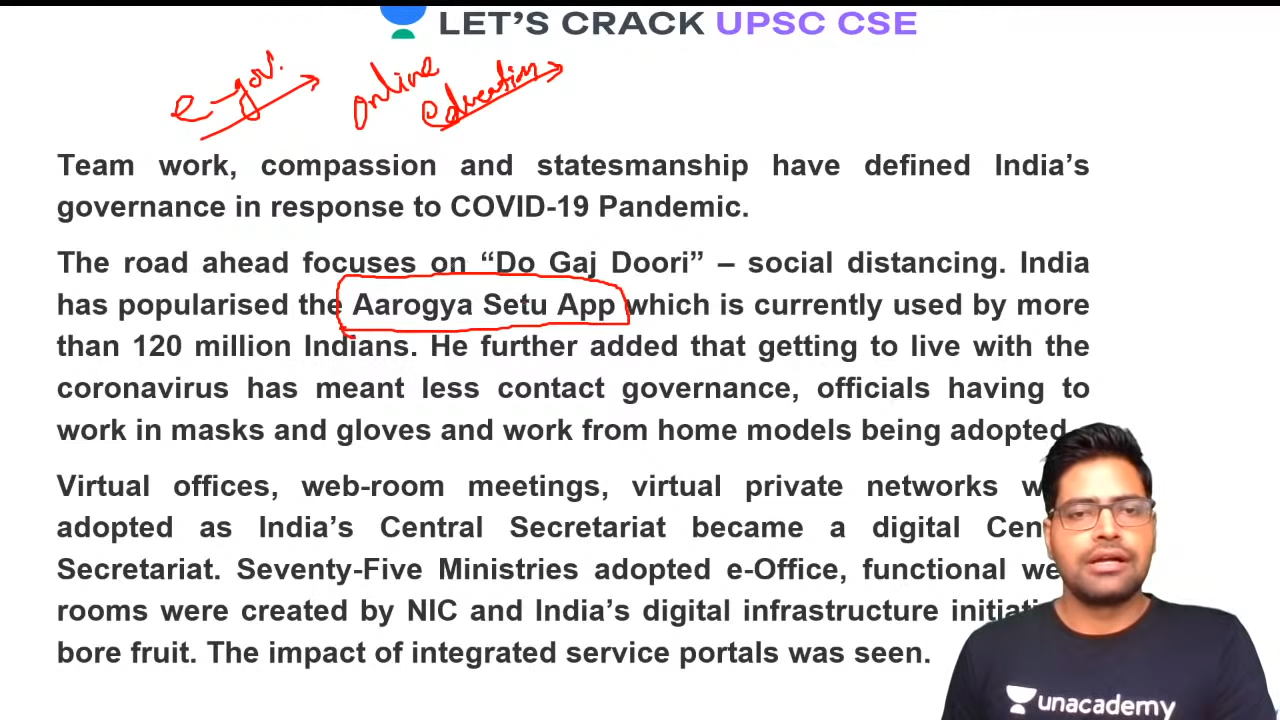 LET'S CRACK UPSC CSE
e-gov. online education
Team work, compassion and statesmanship have defined India's
governance in response to COVID-19 Pandemic.
The road ahead focuses on “Do Gaj Doori” – social distancing. India
has popularised the Aarogya Setu App which is currently used by more
than 120 million Indians. He further added that getting to live with the
coronavirus has meant less contact governance, officials having to
work in masks and gloves and work from home models being adopted
Virtual offices, web-room meetings, virtual private networks
adopted as India's Central Secretariat became a digital
Secretariat. Seventy-Five Ministries adopted e-Office, functional
rooms were created by NIC and India's digital infrastructure
bore fruit. The impact of integrated service portals was seen.
unacademy